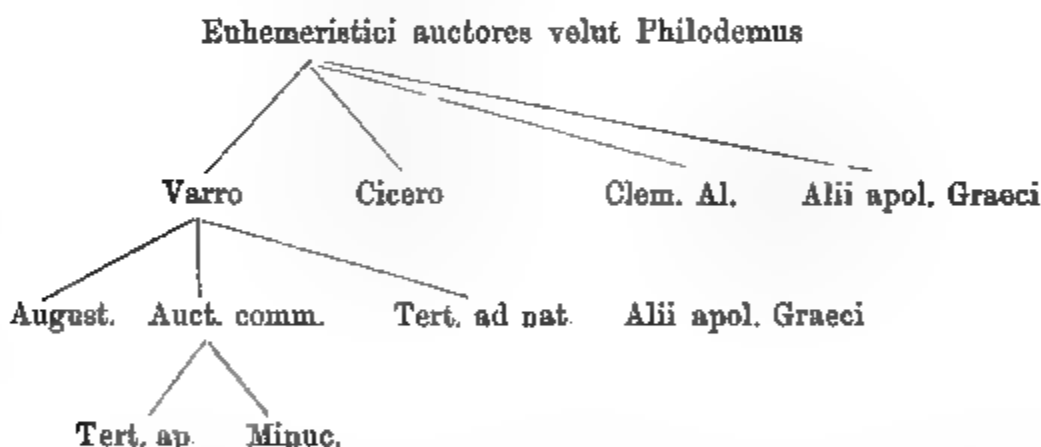 Euhemeristici auctores velut Philodemus
Varro Cicero Clem. Al. Alii apol. Graeci
August. Auct. comm. Tert. ad nat. Alii apol. Graeci
Tert. ap. Minuc.